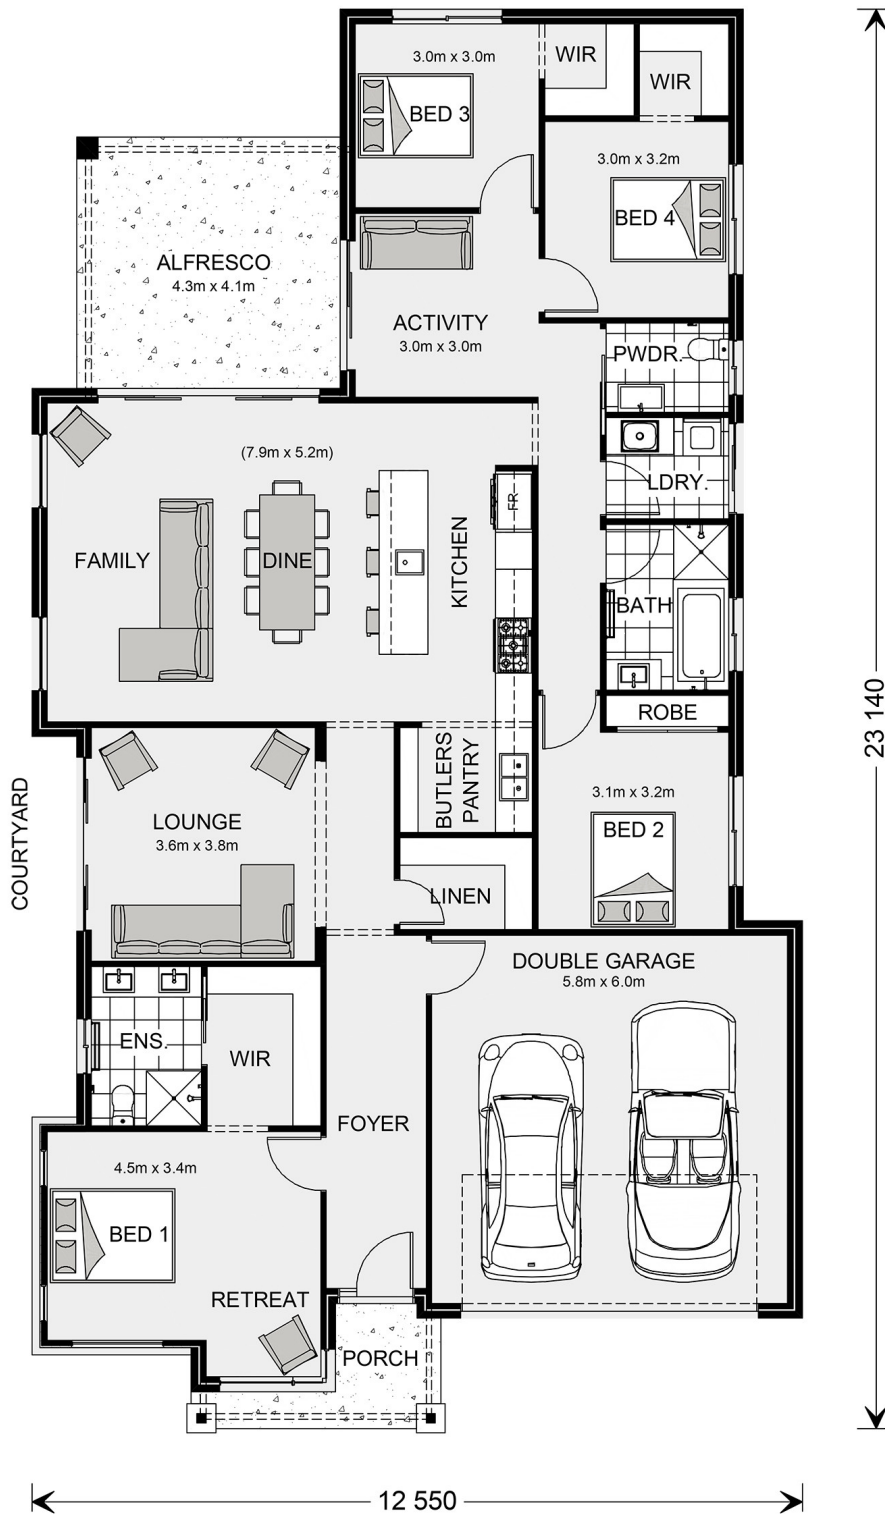 3.0m x 3.0m
WIR
WIR
BED 3
3.0m x 3.2m
BED 4
ALFRESCO
4.3m x 4.1m
ACTIVITY
3.0m x 3.0m
PWDR.
(7.9m x 5.2m)
LDRY.
FR
FAMILY
DINE
KITCHEN
BATH
ROBE
23 140
COURTYARD
LOUNGE
3.6m x 3.8m
BUTLERS
PANTRY
3.1m x 3.2m
BED 2
LINEN
DOUBLE GARAGE
5.8m x 6.0m
ENS.
WIR
FOYER
4.5m x 3.4m
BED 1
RETREAT
PORCH
12 550